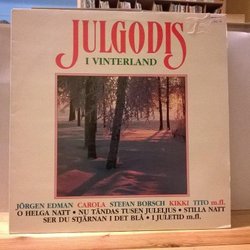 JULGODIS
I VINTERLAND
JÖRGEN EDMAN CAROLA STEFAN BORSCH KIKKI TITO m.fl.
O HELGA NATT • NU TÄNDAS TUSEN JULELJUS • STILLA NATT
SER DU STJÄRNAN I DET BLÅ • I JULETID m.fl.